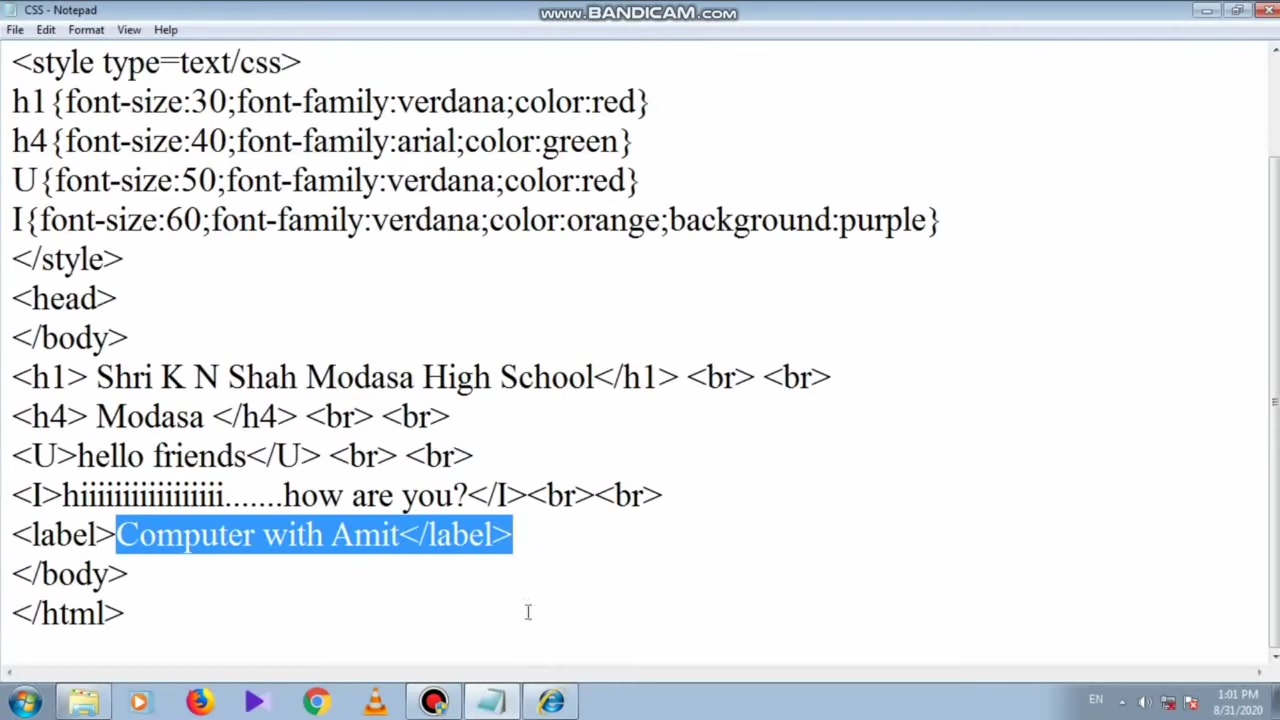 CSS - Notepad
www.BANDICAM.com
File Edit Format View Help
<style type=text/css>
h1{font-size:30;font-family:verdana;color:red}
h4{font-size:40;font-family:arial;color:green}
U{font-size:50;font-family:verdana;color:red}
I{font-size:60;font-family:verdana;color:orange;background:purple}
</style>
<head>
</body>
<h1> Shri K N Shah Modasa High School</h1> <br> <br>
<h4> Modasa </h4> <br> <br>
<U>hello friends</U> <br> <br>
<I>hiiiiiiiiiiiiiiiii.......how are you?</I><br><br>
<label>Computer with Amit</label>
</body>
</html>
EN
1:01 PM
8/31/2020